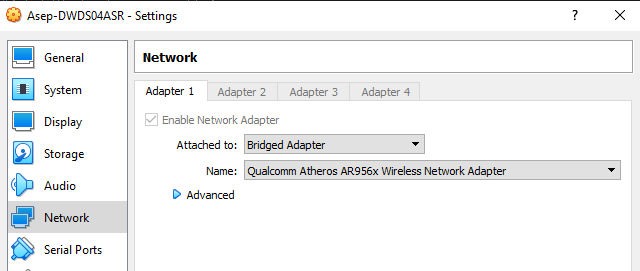 Asep-DWDS04ASR - Settings
?
General
System
Display
Storage
Audio
Network
Serial Ports
Network
Adapter 1 Adapter 2 Adapter 3 Adapter 4
Enable Network Adapter
Attached to: Bridged Adapter
Name: Qualcomm Atheros AR956x Wireless Network Adapter
Advanced